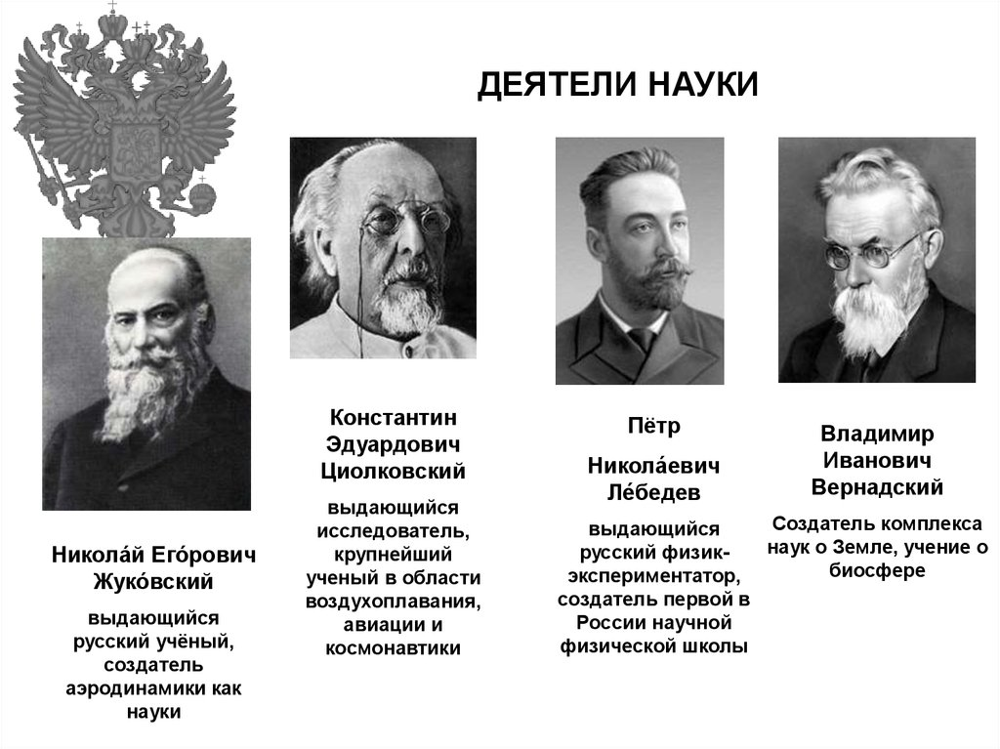 ДЕЯТЕЛИ НАУКИ
Никола́й Его́рович
Жуко́вский
выдающийся
русский учёный,
создатель
аэродинамики как
науки
Константин
Эдуардович
Циолковский
выдающийся
исследователь,
крупнейший
ученый в области
воздухоплавания,
авиации и
космонавтики
Пётр
Никола́евич
Ле́бедев
выдающийся
русский физик-
экспериментатор,
создатель первой в
России научной
физической школы
Владимир
Иванович
Вернадский
Создатель комплекса
наук о Земле, учение о
биосфере